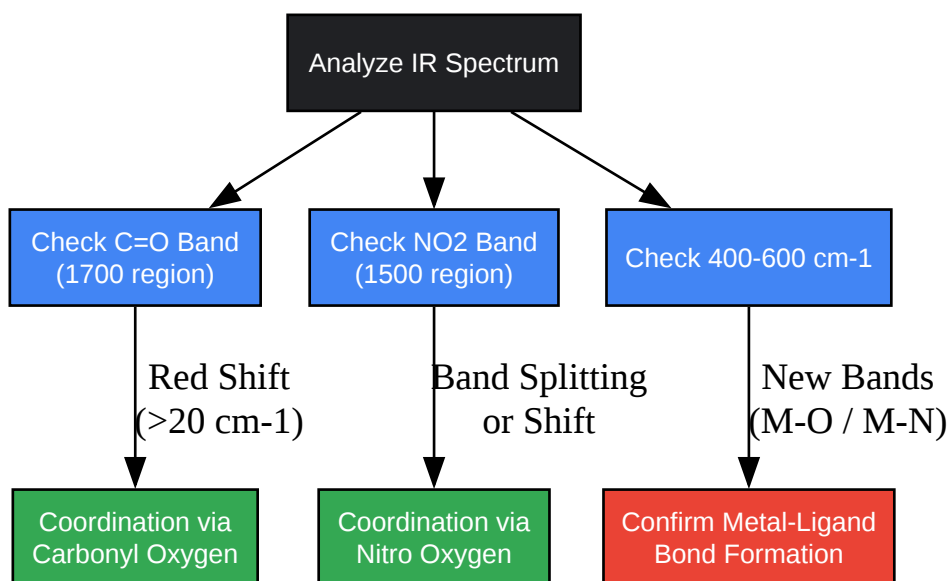 Analyze IR Spectrum
Check C=O Band
(1700 region)
Check NO2 Band
(1500 region)
Check 400-600 cm-1
Red Shift
(>20 cm-1)
Band Splitting
or Shift
New Bands
(M-O / M-N)
Coordination via
Carbonyl Oxygen
Coordination via
Nitro Oxygen
Confirm Metal-Ligand
Bond Formation